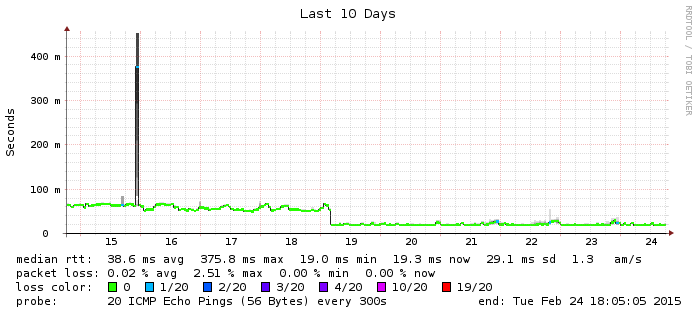 Last 10 Days
RRDTOOL / TOBI OETIKER
Seconds
400 m
300 m
200 m
100 m
0
15 16 17 18 19 20 21 22 23 24
median rtt: 38.6 ms avg 375.8 ms max 19.0 ms min 19.3 ms now 29.1 ms sd 1.3 am/s
packet loss: 0.02 % avg 2.51 % max 0.00 % min 0.00 % now
loss color: 0 1/20 2/20 3/20 4/20 10/20 19/20
probe: 20 ICMP Echo Pings (56 Bytes) every 300s end: Tue Feb 24 18:05:05 2015